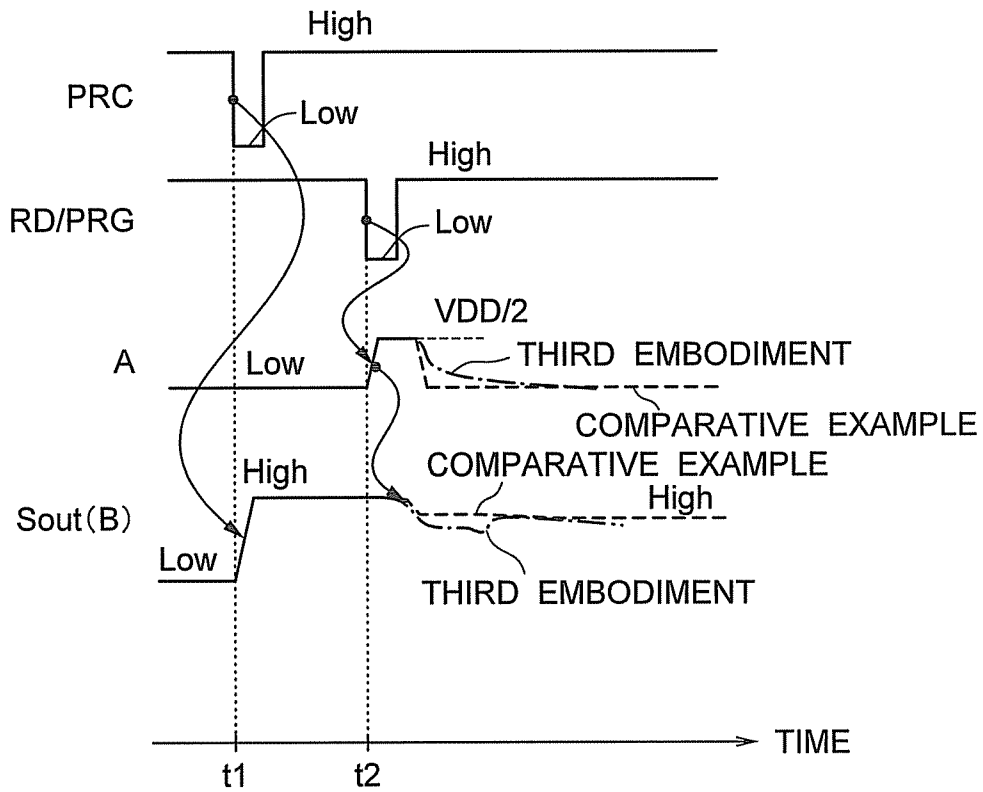 High
PRC
Low
High
RD/PRG
Low
VDD/2
A
Low
THIRD EMBODIMENT
COMPARATIVE EXAMPLE
COMPARATIVE EXAMPLE
High
High
Sout(B)
Low
THIRD EMBODIMENT
TIME
t1
t2